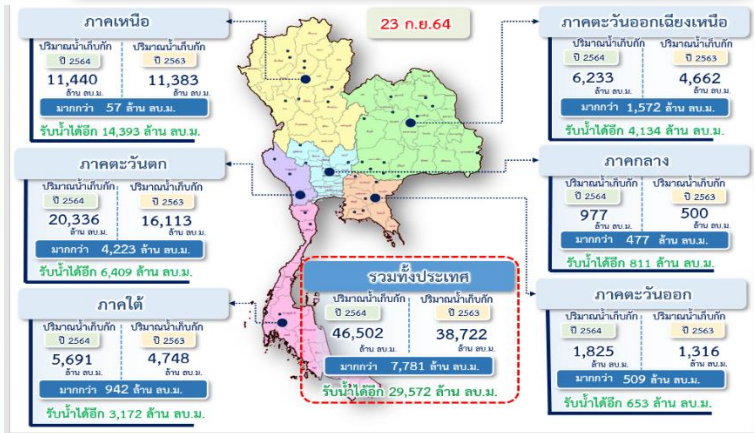 23 ก.ย.64
ภาคเหนือ
ปริมาณน้ำเก็บกัก ปริมาณน้ำเก็บกัก
ปี 2564 ปี 2563
11,440 11,383
ล้าน ลบ.ม. ล้าน ลบ.ม.
มากกว่า 57 ล้าน ลบ.ม.
รับน้ำได้อีก 14,393 ล้าน ลบ.ม.
ภาคตะวันตก
ปริมาณน้ำเก็บกัก ปริมาณน้ำเก็บกัก
ปี 2564 ปี 2563
20,336 16,113
ล้าน ลบ.ม. ล้าน ลบ.ม.
มากกว่า 4,223 ล้าน ลบ.ม.
รับน้ำได้อีก 6,409 ล้าน ลบ.ม.
ภาคใต้
ปริมาณน้ำเก็บกัก ปริมาณน้ำเก็บกัก
ปี 2564 ปี 2563
5,691 4,748
ล้าน ลบ.ม. ล้าน ลบ.ม.
มากกว่า 942 ล้าน ลบ.ม.
รับน้ำได้อีก 3,172 ล้าน ลบ.ม.
รวมทั้งประเทศ
ปริมาณน้ำเก็บกัก ปริมาณน้ำเก็บกัก
ปี 2564 ปี 2563
46,502 38,722
ล้าน ลบ.ม. ล้าน ลบ.ม.
มากกว่า 7,781 ล้าน ลบ.ม.
รับน้ำได้อีก 29,572 ล้าน ลบ.ม.
ภาคตะวันออกเฉียงเหนือ
ปริมาณน้ำเก็บกัก ปริมาณน้ำเก็บกัก
ปี 2564 ปี 2563
6,233 4,662
ล้าน ลบ.ม. ล้าน ลบ.ม.
มากกว่า 1,572 ล้าน ลบ.ม.
รับน้ำได้อีก 4,134 ล้าน ลบ.ม.
ภาคกลาง
ปริมาณน้ำเก็บกัก ปริมาณน้ำเก็บกัก
ปี 2564 ปี 2563
977 500
ล้าน ลบ.ม. ล้าน ลบ.ม.
มากกว่า 477 ล้าน ลบ.ม.
รับน้ำได้อีก 811 ล้าน ลบ.ม.
ภาคตะวันออก
ปริมาณน้ำเก็บกัก ปริมาณน้ำเก็บกัก
ปี 2564 ปี 2563
1,825 1,316
ล้าน ลบ.ม. ล้าน ลบ.ม.
มากกว่า 509 ล้าน ลบ.ม.
รับน้ำได้อีก 653 ล้าน ลบ.ม.